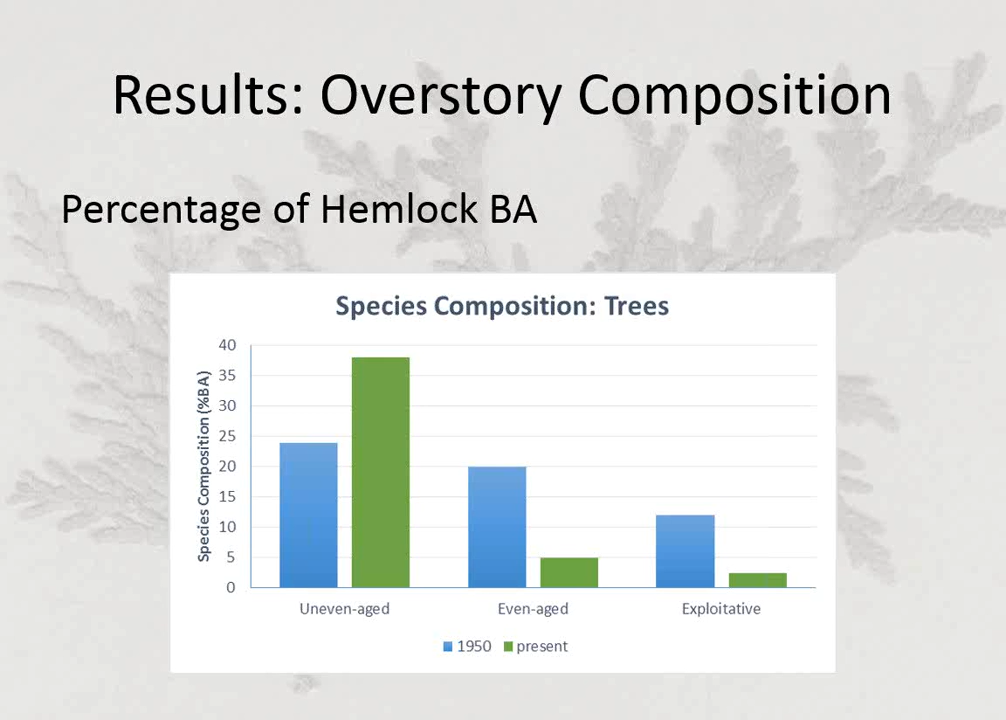 Results: Overstory Composition
Percentage of Hemlock BA
Species Composition: Trees
Species Composition (%BA)
40
35
30
25
20
15
10
5
0
Uneven-aged Even-aged Exploitative
1950 present